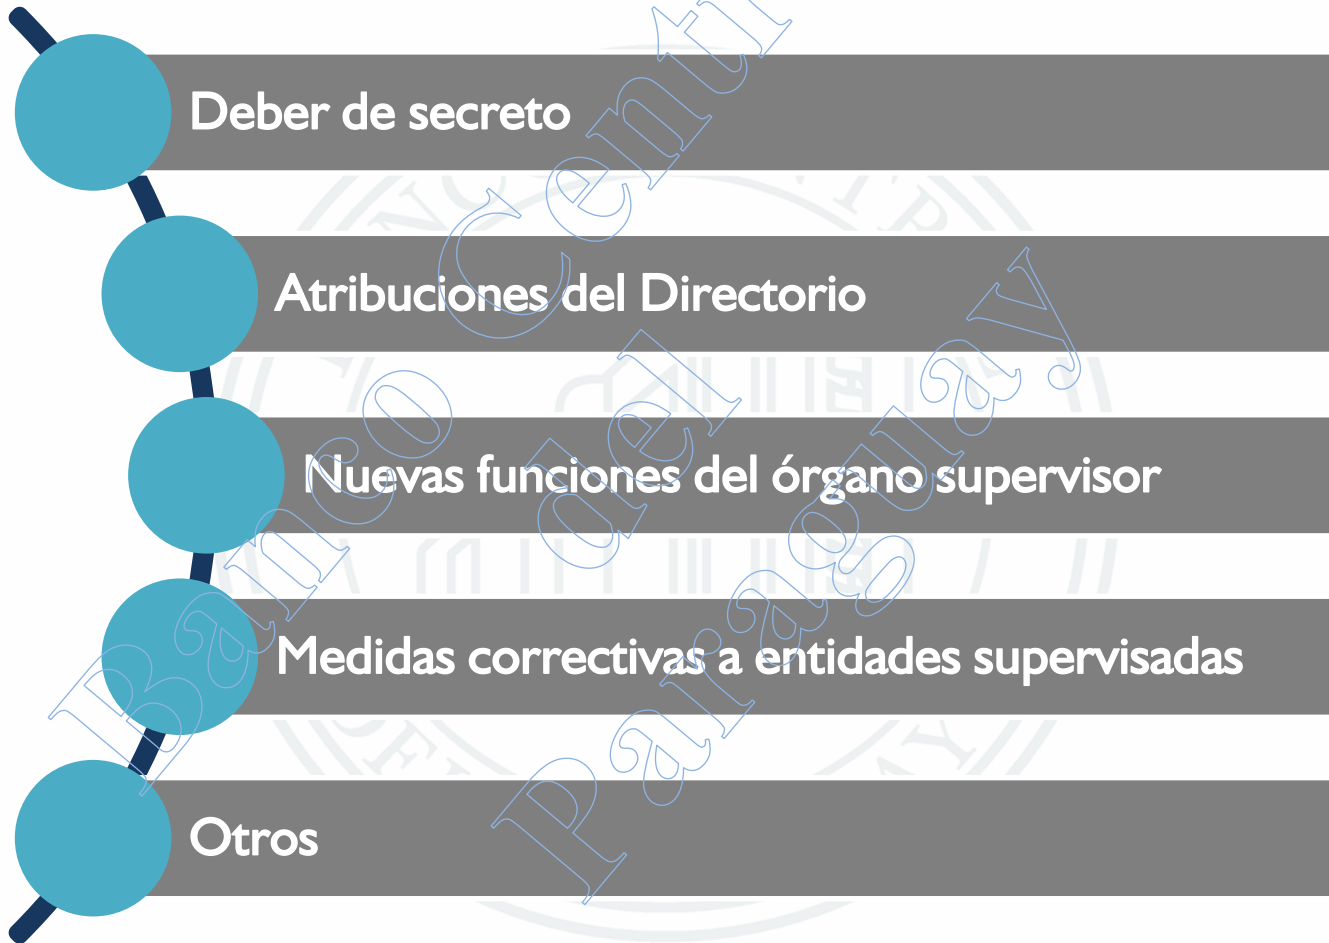 Deber de secreto
Atribuciones del Directorio
Nuevas funciones del órgano supervisor
Medidas correctivas a entidades supervisadas
Otros
Banco Cent
del
Paraguay